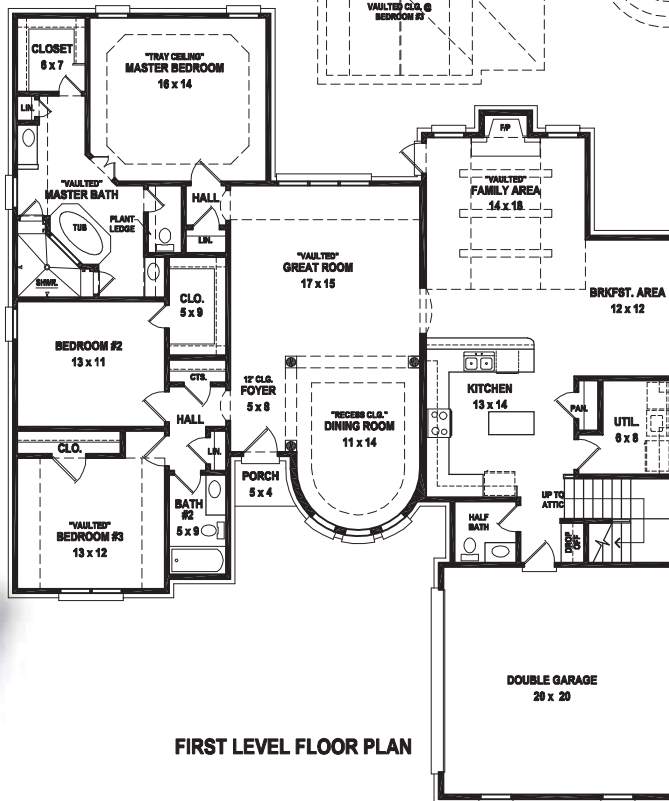 VAULTED CLG. @
BEDROOM #3
CLOSET
6 x 7
"TRAY CEILING"
MASTER BEDROOM
16 x 14
LIN.
F/P
"VAULTED"
FAMILY AREA
14 x 18
"VAULTED"
MASTER BATH
HALL
PLANT
LEDGE
TUB
LIN.
"VAULTED"
GREAT ROOM
17 x 15
SHWR.
BRKFST. AREA
12 x 12
CLO.
5 x 9
BEDROOM #2
13 x 11
CTS.
12' CLG.
FOYER
5 x 8
KITCHEN
13 x 14
PAN.
UTIL.
6 x 8
"RECESS CLG."
DINING ROOM
11 x 14
HALL
CLO.
LIN.
PORCH
5 x 4
UP TO
ATTIC
BATH
#2
5 x 9
HALF
BATH
"VAULTED"
BEDROOM #3
13 x 12
DROP
OFF
DOUBLE GARAGE
20 x 20
FIRST LEVEL FLOOR PLAN